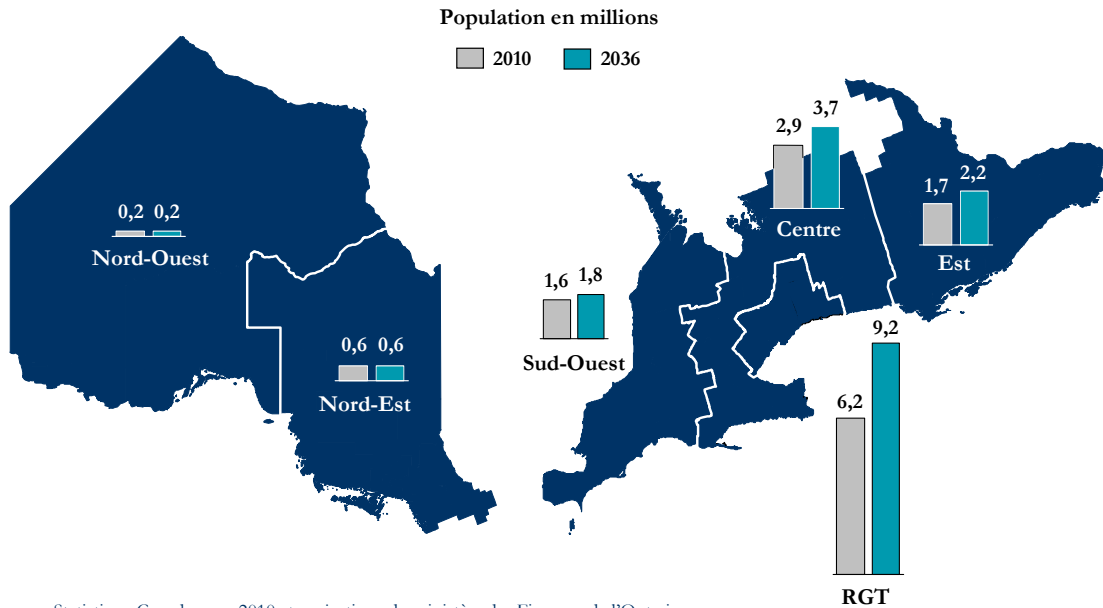 Population en millions
2010 2036
0,2 0,2
Nord-Ouest
0,6 0,6
Nord-Est
1,6 1,8
Sud-Ouest
2,9 3,7
Centre
1,7 2,2
Est
6,2 9,2
RGT